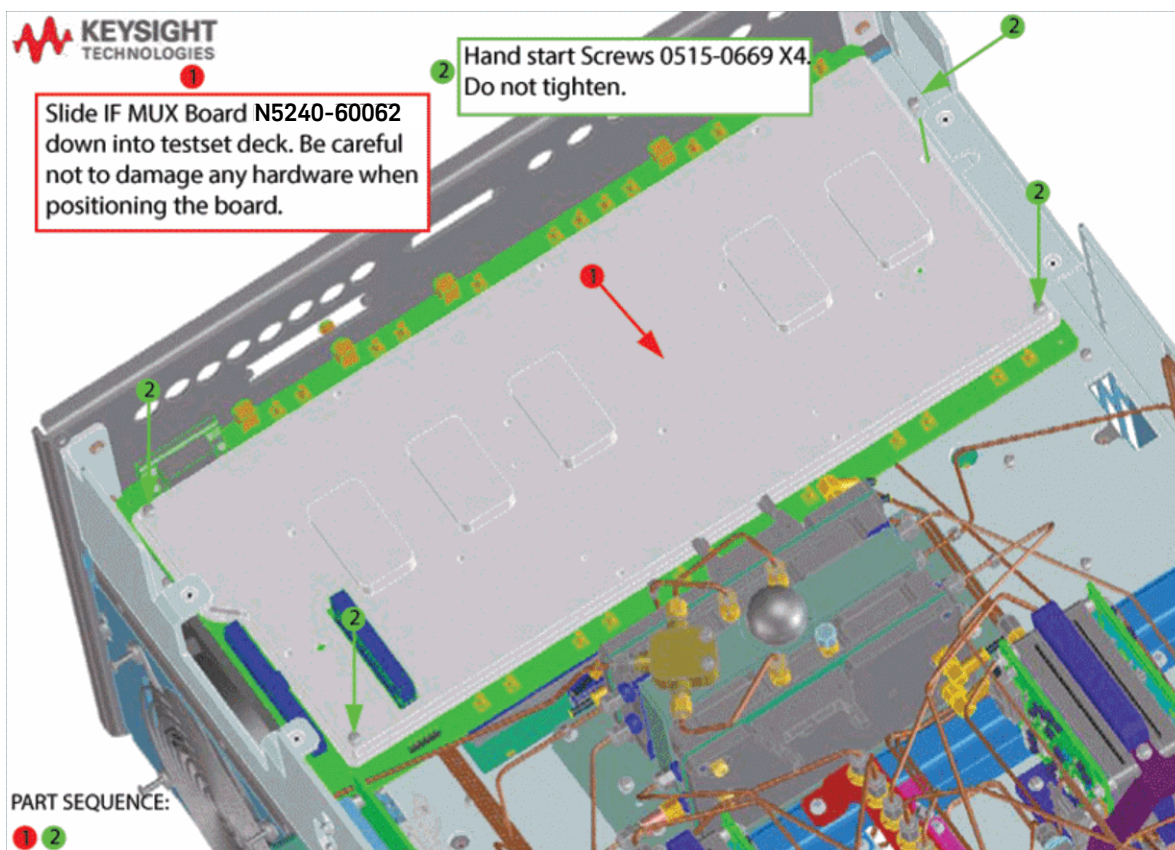 KEYSIGHT
TECHNOLOGIES
1
Slide IF MUX Board N5240-60062
down into testset deck. Be careful
not to damage any hardware when
positioning the board.
2
Hand start Screws 0515-0669 X4.
Do not tighten.
2
2
1
2
2
PART SEQUENCE:
1 2